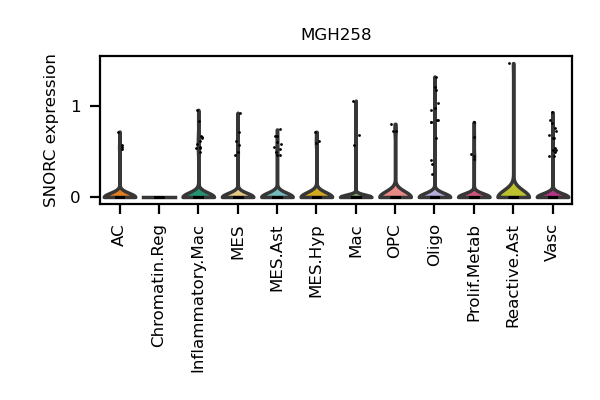 MGH258
SNORC expression
1
0
AC
Chromatin.Reg
Inflammatory.Mac
MES
MES.Ast
MES.Hyp
Mac
OPC
Oligo
Prolif.Metab
Reactive.Ast
Vasc